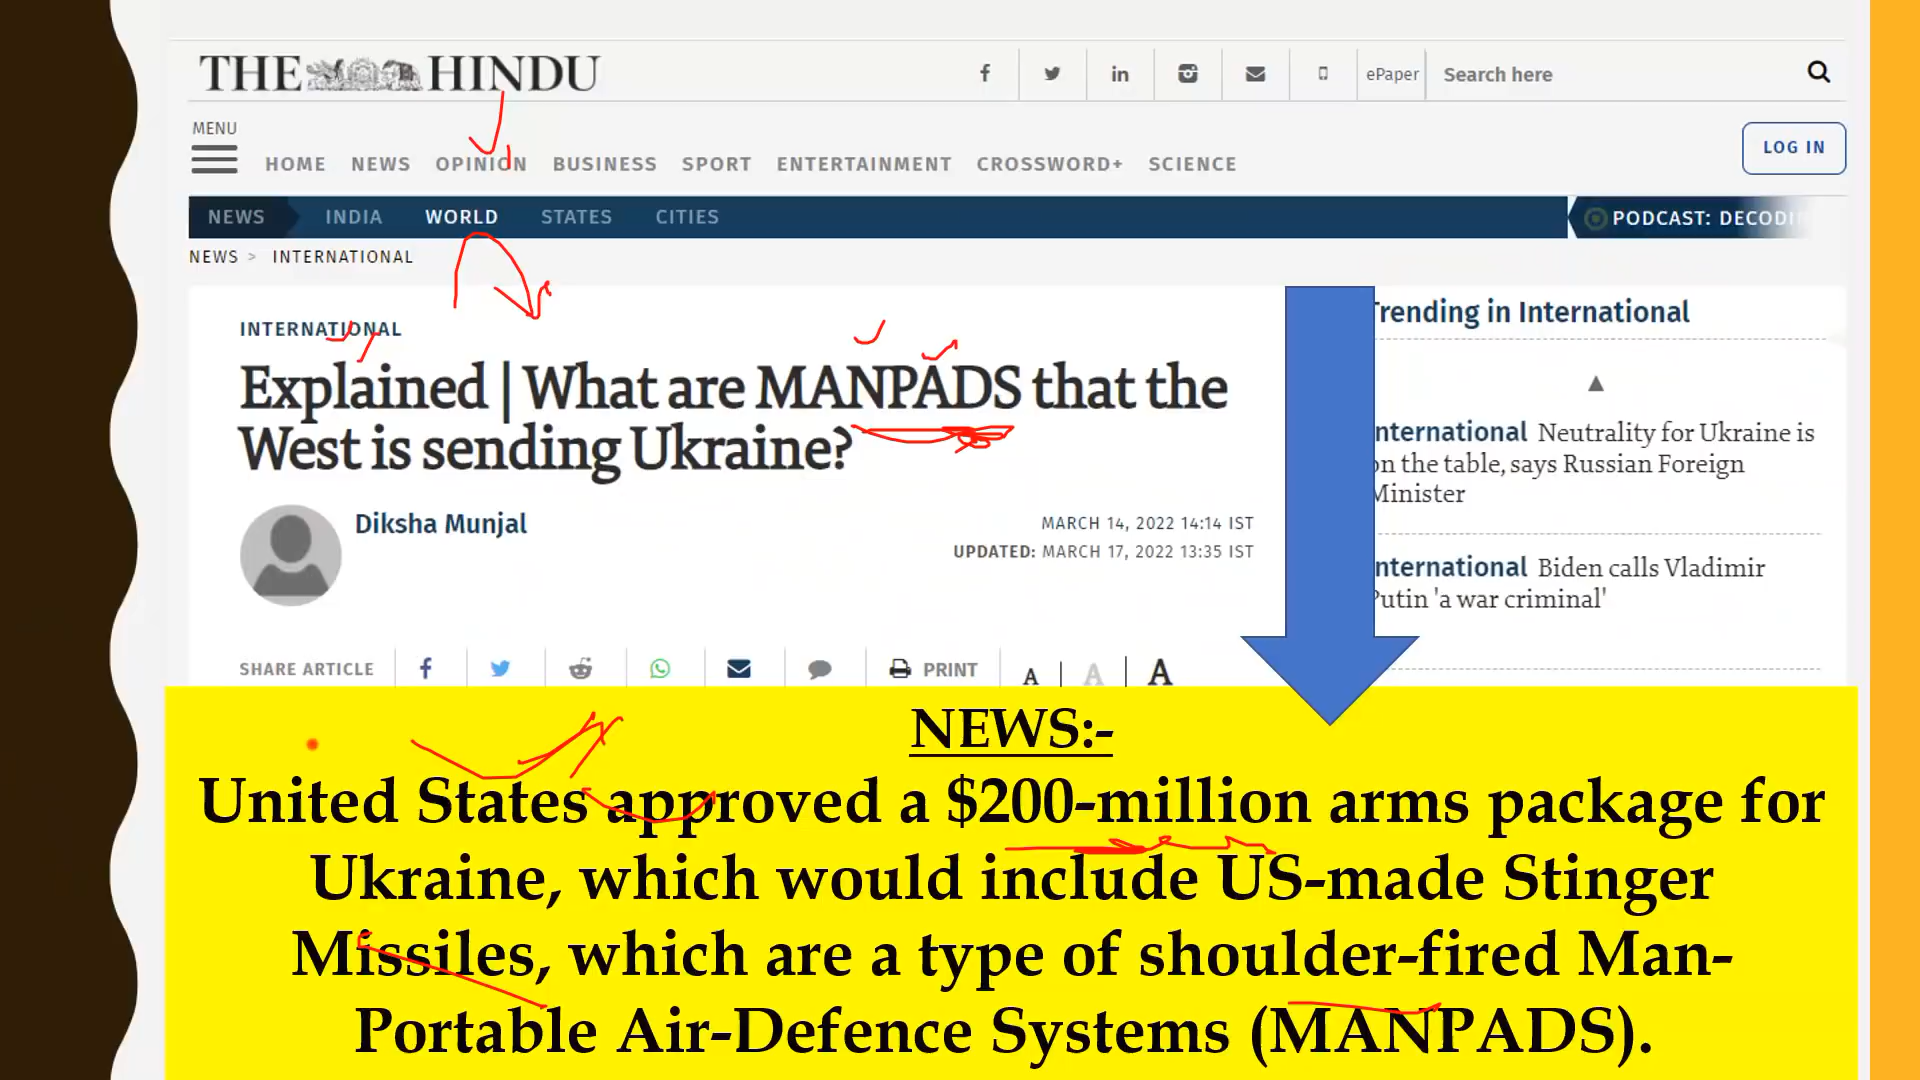 THE HINDU
ePaper
Search here
MENU
HOME NEWS OPINION BUSINESS SPORT ENTERTAINMENT CROSSWORD+ SCIENCE
LOG IN
NEWS INDIA WORLD STATES CITIES
PODCAST: DECODI
NEWS > INTERNATIONAL
INTERNATIONAL
Explained | What are MANPADS that the
West is sending Ukraine?
Diksha Munjal
MARCH 14, 2022 14:14 IST
UPDATED: MARCH 17, 2022 13:35 IST
SHARE ARTICLE
PRINT
A | A | A
Trending in International
nternational Neutrality for Ukraine is
on the table, says Russian Foreign
Minister
nternational Biden calls Vladimir
Putin 'a war criminal'
NEWS:-
United States approved a $200-million arms package for
Ukraine, which would include US-made Stinger
Missiles, which are a type of shoulder-fired Man-
Portable Air-Defence Systems (MANPADS).